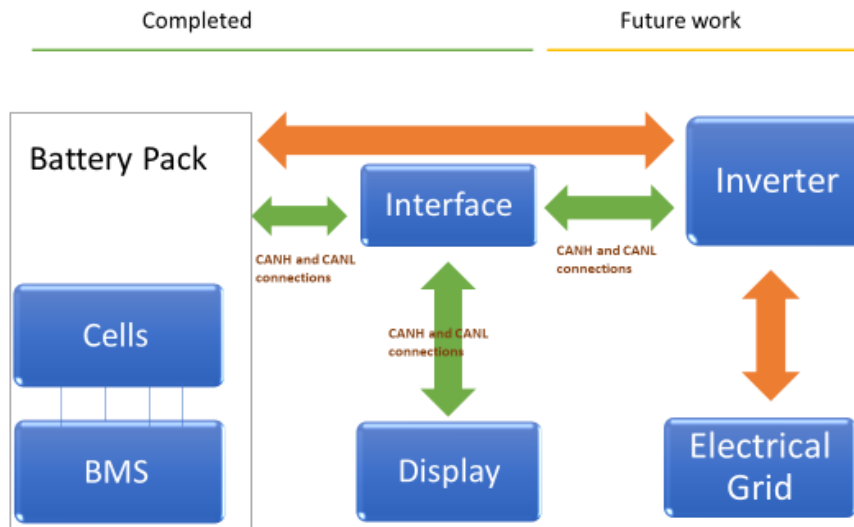 Completed
Future work
Battery Pack
Interface
Inverter
CANH and CANL
connections
CANH and CANL
connections
Cells
CANH and CANL
connections
BMS
Display
Electrical
Grid